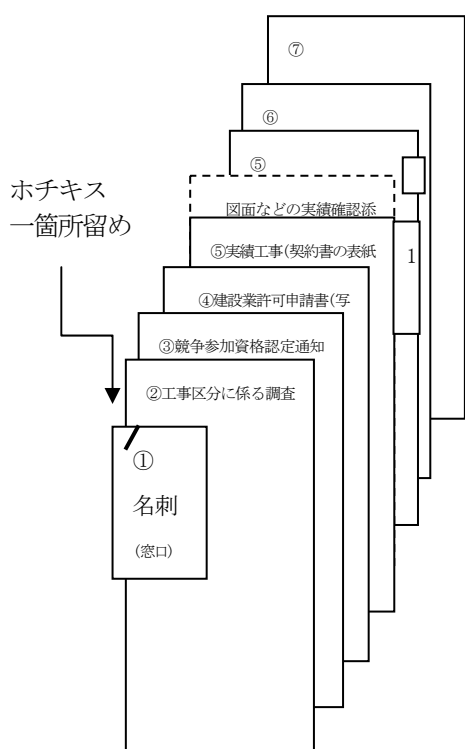 ⑦
⑥
⑤
図面などの実績確認添
⑤実績工事(契約書の表紙
1
④建設業許可申請書(写
③競争参加資格認定通知
②工事区分に係る調査
ホチキス
一箇所留め
①
名刺
(窓口)